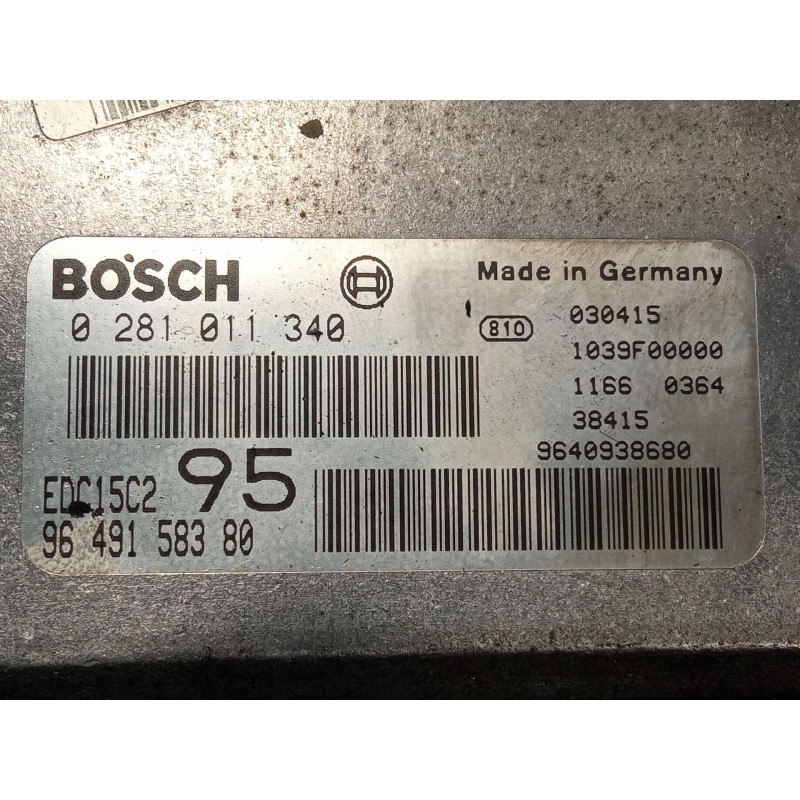 BOSCH
Made in Germany
0 281 011 340
810
030415
1039F00000
1166 0364
38415
9640938680
EDC15C2 95
96 491 583 80